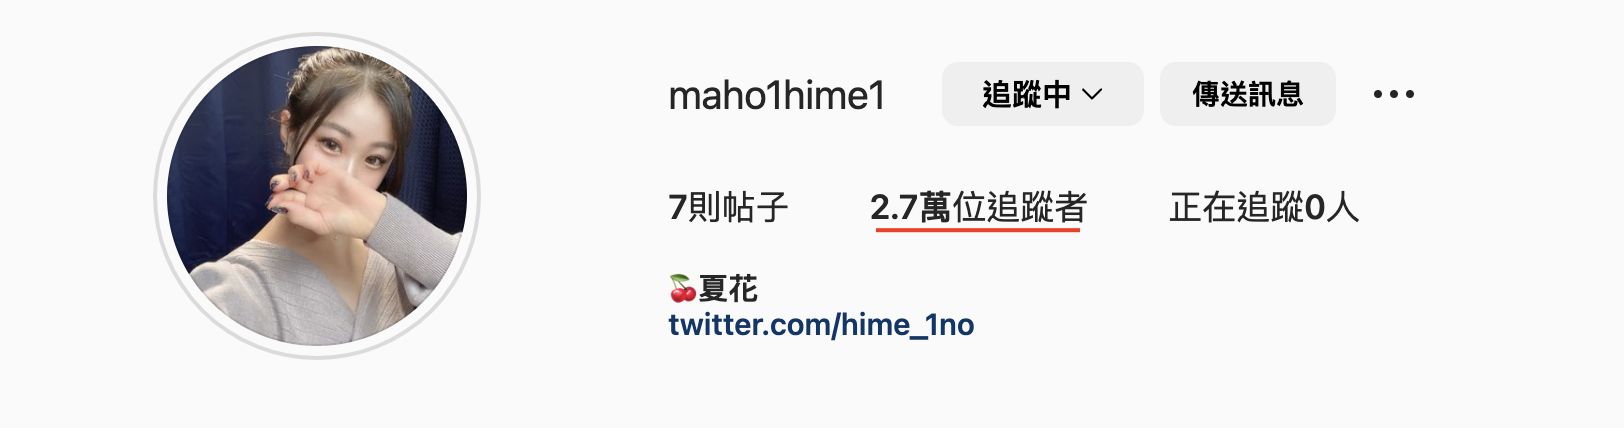 maho1hime1 追蹤中 傳送訊息
7則帖子 2.7萬位追蹤者 正在追蹤0人
🍒夏花
twitter.com/hime_1no